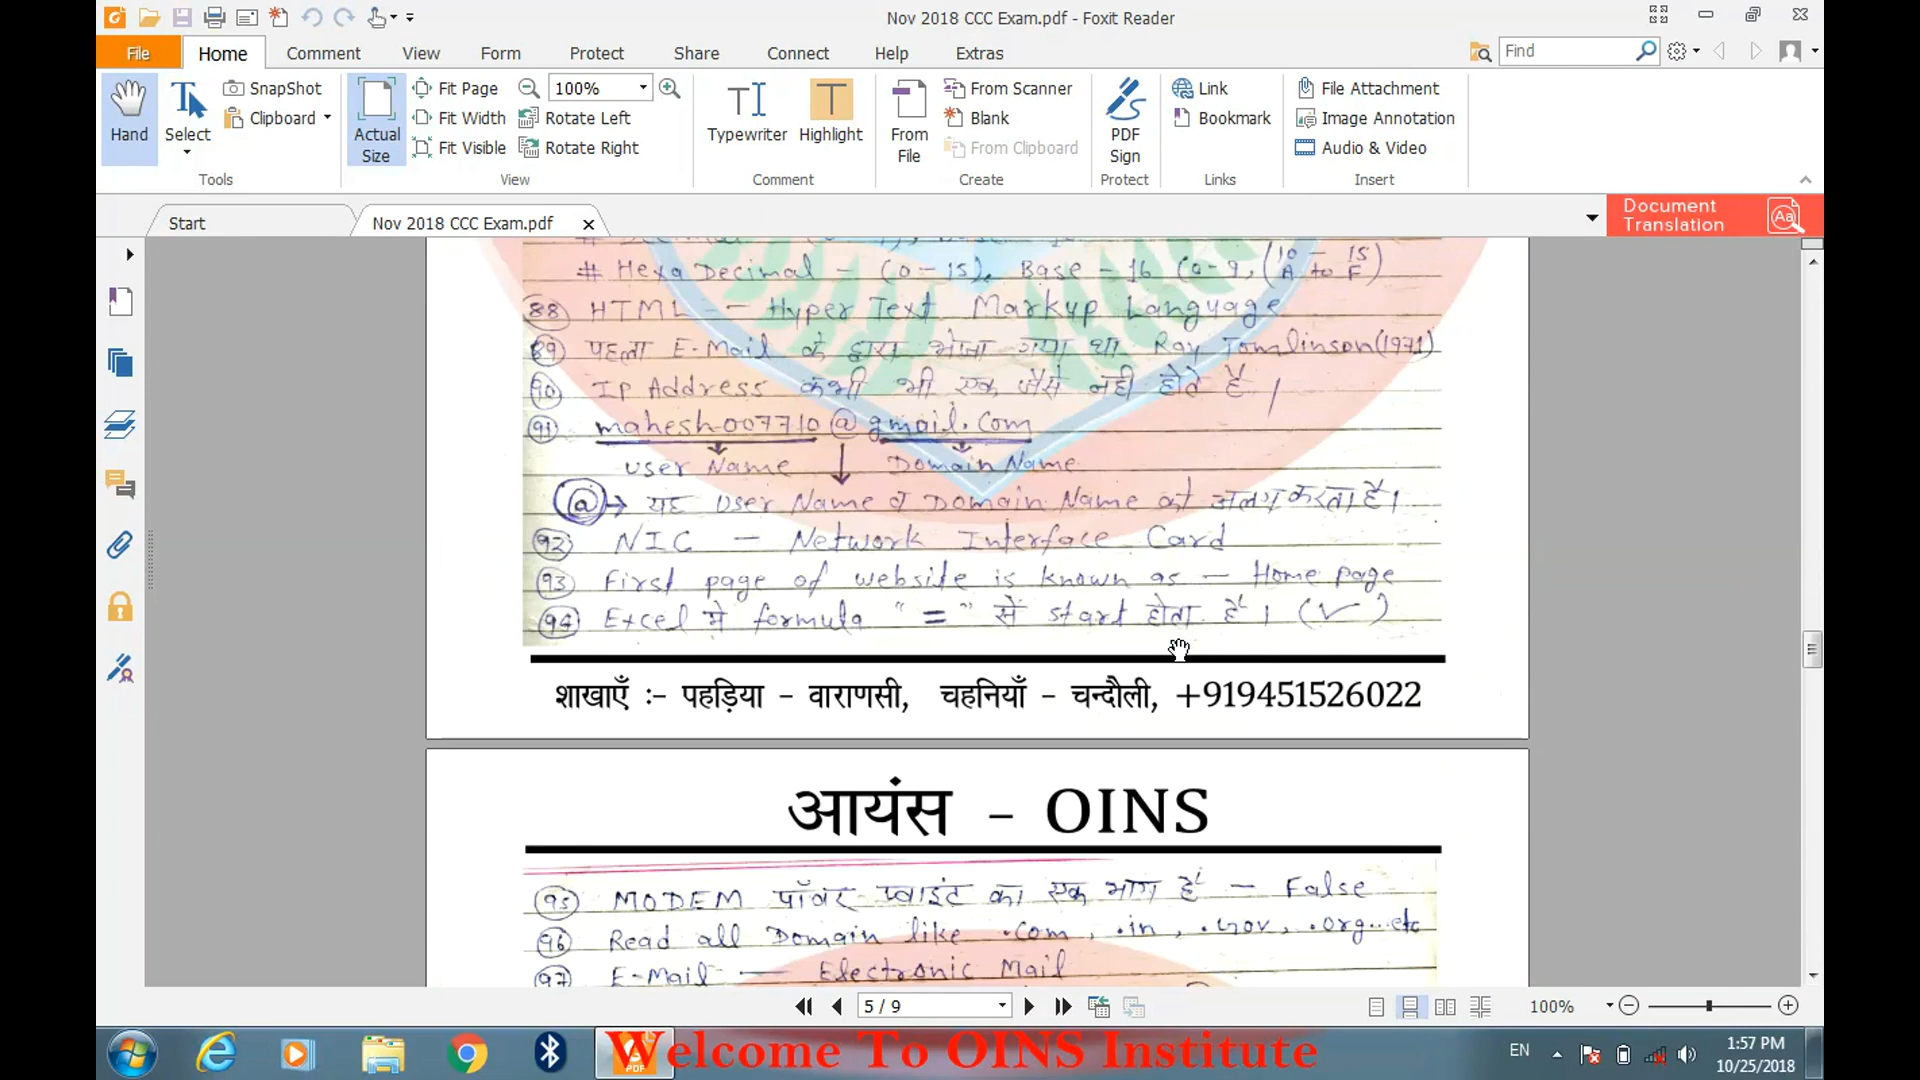 Nov 2018 CCC Exam.pdf - Foxit Reader
File Home Comment View Form Protect Share Connect Help Extras
Find
Hand
Select
SnapShot
Clipboard
Tools
Actual Size
Fit Page
Fit Width
Fit Visible
100%
Rotate Left
Rotate Right
View
Typewriter
Highlight
Comment
From File
From Scanner
Blank
From Clipboard
Create
PDF Sign
Protect
Link
Bookmark
Links
File Attachment
Image Annotation
Audio & Video
Insert
Start
Nov 2018 CCC Exam.pdf
Document Translation
# Hexa Decimal - (0-15), Base - 16 (0-9, (10 - 15 A to F)
88 HTML - Hyper Text Markup Language
89 पहला E-Mail के द्वारा भेजा गया था Ray Tomlinson(1971)
90 Ip Address कभी भी एक जैसे नही होते है |
91 mahesh007710@gmail.com
User Name Domain Name
@ → यह User Name व Domain Name को अलग करता है।
92 NIC - Network Interface Card
93 First page of website is known as - Home page
94 Excel मे formula "=" से start होता है । (✓)
शाखाएँ :- पहड़िया - वाराणसी, चहनियाँ - चन्दौली, +919451526022
आयंस - OINS
95 MODEM पॉवर प्वाइंट का एक भाग है - False
96 Read all Domain like .Com, .in, .gov, .org...etc
97 E-Mail - Electronic Mail
5 / 9
100%
Welcome To OINS Institute
EN
1:57 PM
10/25/2018